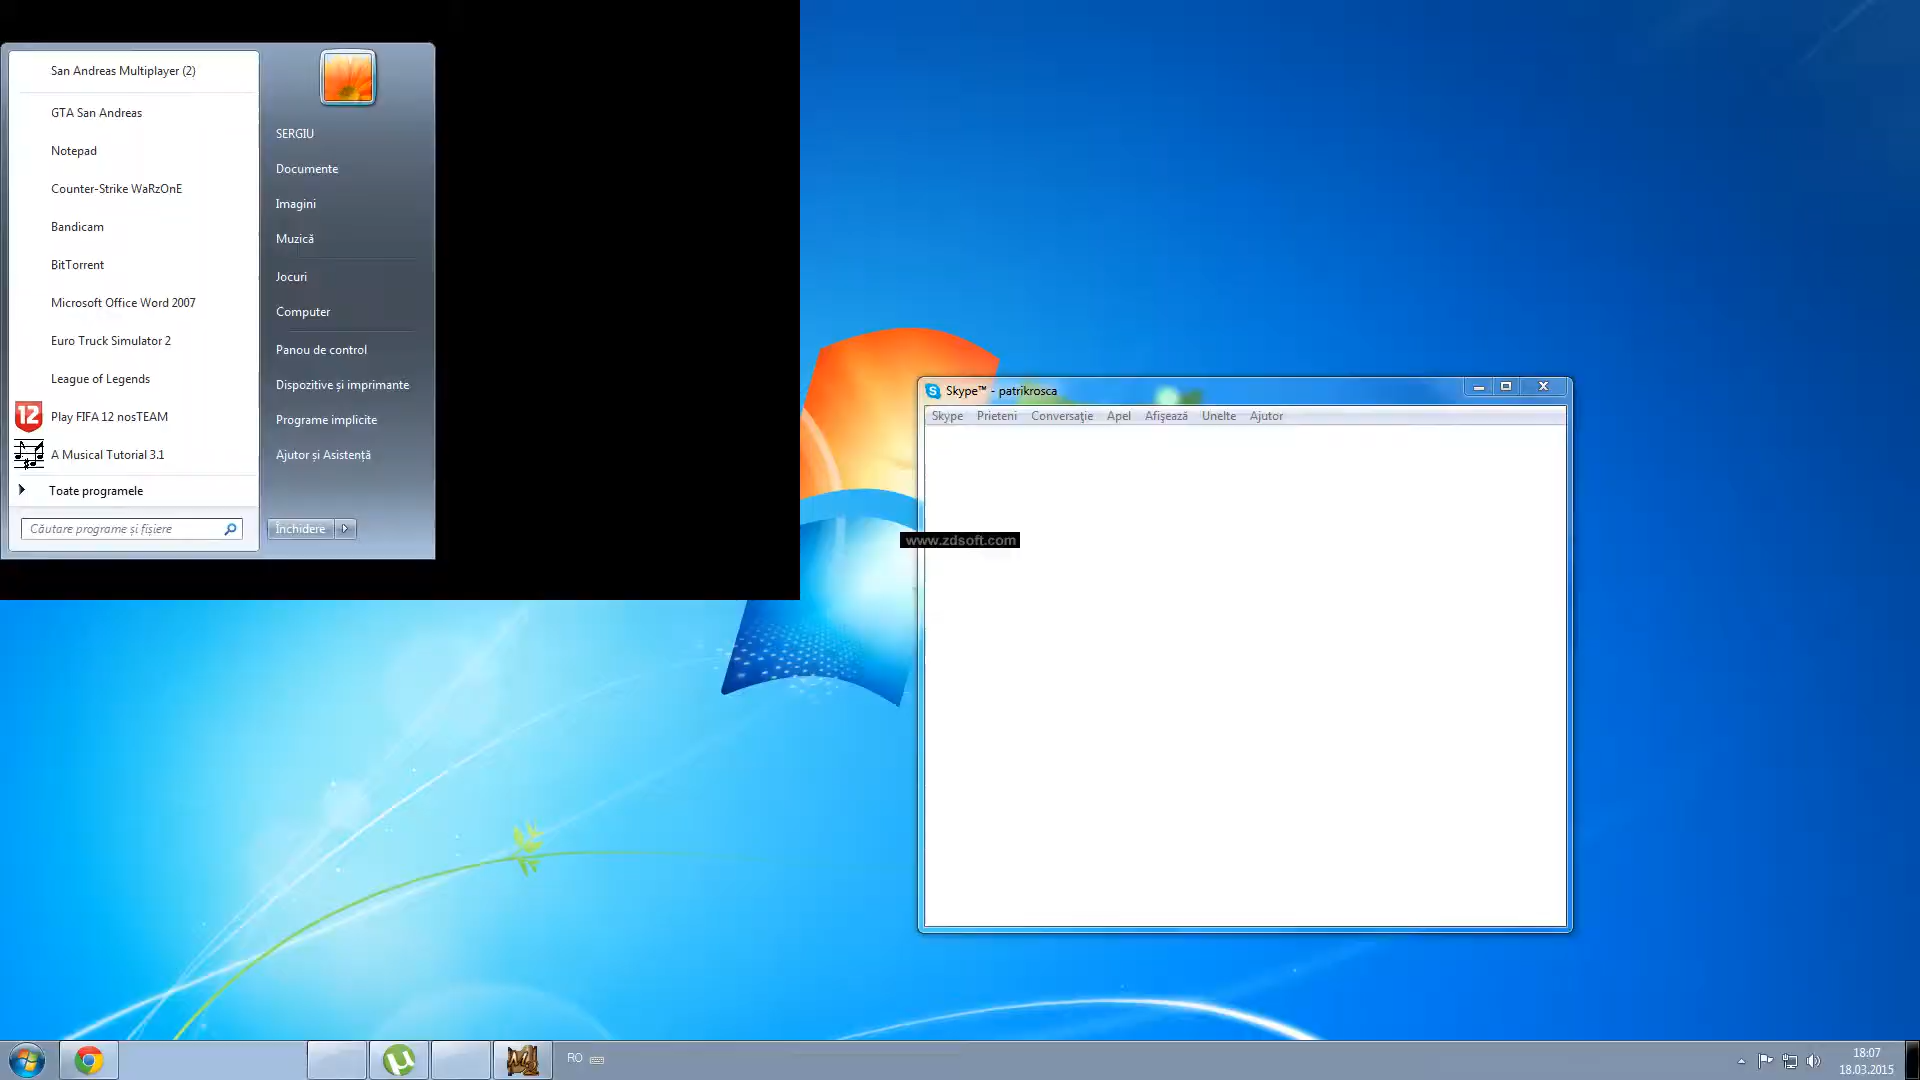 San Andreas Multiplayer (2)
GTA San Andreas
Notepad
Counter-Strike WaRzOnE
Bandicam
BitTorrent
Microsoft Office Word 2007
Euro Truck Simulator 2
League of Legends
12
Play FIFA 12 nosTEAM
A Musical Tutorial 3.1
Toate programele
Căutare programe și fișiere
SERGIU
Documente
Imagini
Muzică
Jocuri
Computer
Panou de control
Dispozitive și imprimante
Programe implicite
Ajutor și Asistență
Închidere
Skype™ - patrikrosca
Skype Prieteni Conversaţie Apel Afişează Unelte Ajutor
www.zdsoft.com
RO
18:07
18.03.2015